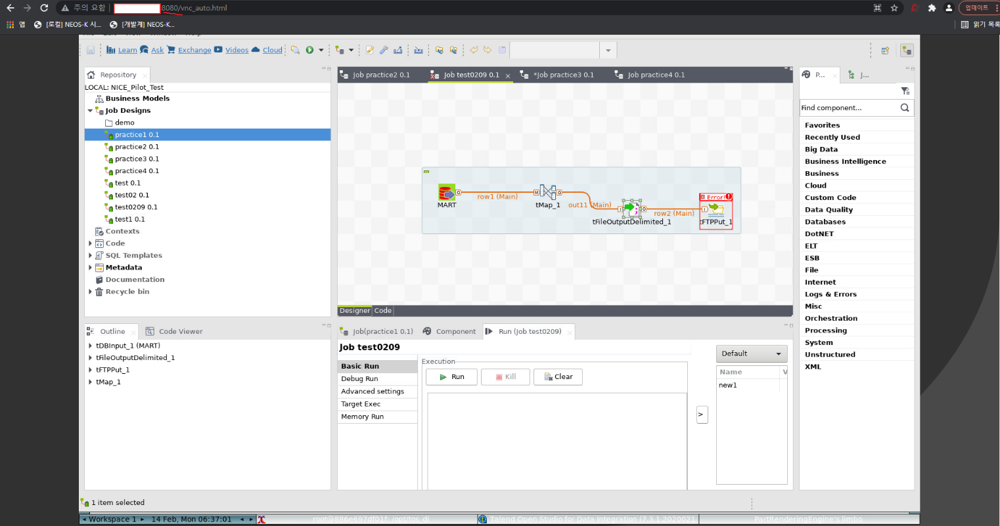 주의 요함 8080/vnc_auto.html 업데이트
앱 [로컬] NEOS-K 시... [개발계] NEOS-K... 읽기 목록
Learn Ask Exchange Videos Cloud
Repository
LOCAL: NICE_Pilot_Test
Business Models
Job Designs
demo
practice1 0.1
practice2 0.1
practice3 0.1
practice4 0.1
test 0.1
test02 0.1
test0209 0.1
test1 0.1
Contexts
Code
SQL Templates
Metadata
Documentation
Recycle bin
Job practice2 0.1 Job test0209 0.1 *Job practice3 0.1 Job practice4 0.1
Error!
row1 (Main)
MART
tMap_1
out11 (Main)
row2 (Main)
tFileOutputDelimited_1
tFTPPut_1
Designer Code
P... J...
Find component...
Favorites
Recently Used
Big Data
Business Intelligence
Business
Cloud
Custom Code
Data Quality
Databases
DotNET
ELT
ESB
File
Internet
Logs & Errors
Misc
Orchestration
Processing
System
Unstructured
XML
Outline Code Viewer
tDBInput_1 (MART)
tFileOutputDelimited_1
tFTPPut_1
tMap_1
Job(practice1 0.1) Component Run (Job test0209)
Job test0209
Basic Run
Debug Run
Advanced settings
Target Exec
Memory Run
Execution
Run Kill Clear
>
Default
Name V
new1
1 item selected
Workspace 1 14 Feb, Mon 06:37:01 root@886e697df01f: /opt/tos_di Talend Open Studio for Data Integration (7.3.1.2020021 PartRenderingEngine's limbo